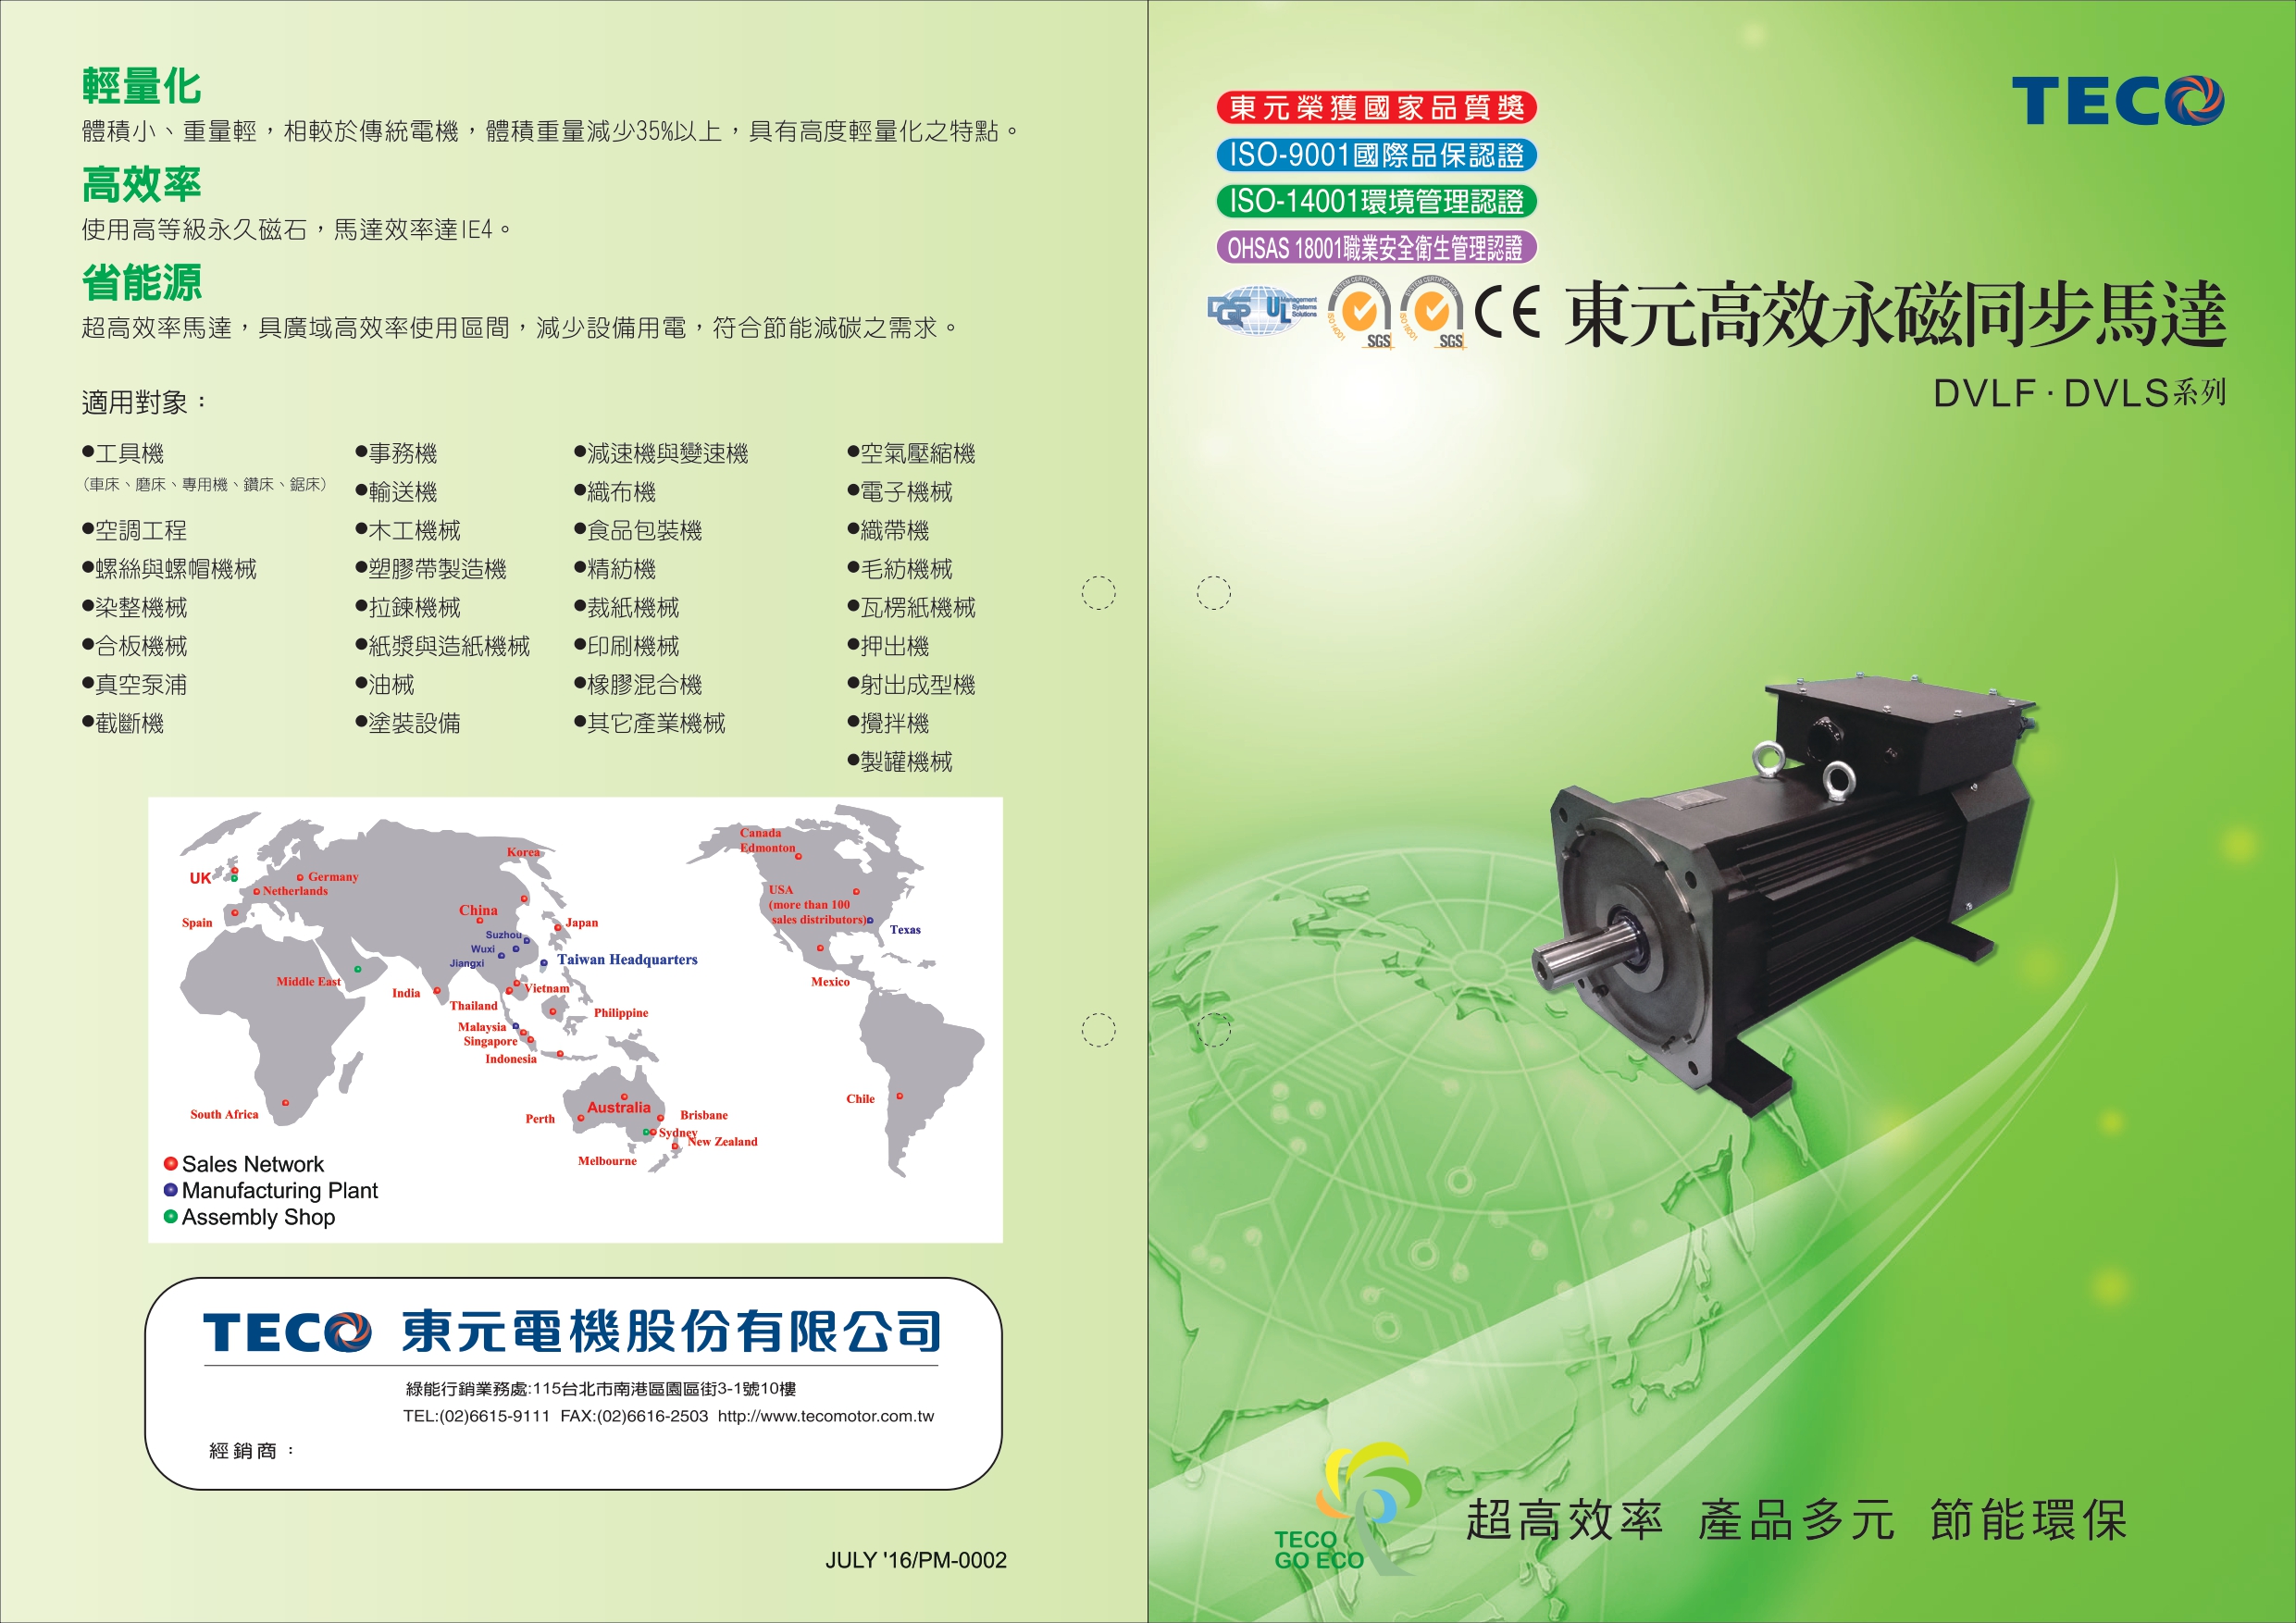 輕量化
體積小、重量輕，相較於傳統電機，體積重量減少35%以上，具有高度輕量化之特點。
高效率
使用高等級永久磁石，馬達效率達IE4。
省能源
超高效率馬達，具廣域高效率使用區間，減少設備用電，符合節能減碳之需求。
適用對象：
●工具機
（車床、磨床、專用機、鑽床、鋸床）
●空調工程
●螺絲與螺帽機械
●染整機械
●合板機械
●真空泵浦
●截斷機
●事務機
●輸送機
●木工機械
●塑膠帶製造機
●拉鍊機械
●紙漿與造紙機械
●油械
●塗裝設備
●減速機與變速機
●織布機
●食品包裝機
●精紡機
●裁紙機械
●印刷機械
●橡膠混合機
●其它產業機械
●空氣壓縮機
●電子機械
●織帶機
●毛紡機械
●瓦楞紙機械
●押出機
●射出成型機
●攪拌機
●製罐機械
UK
Germany
Netherlands
Spain
Middle East
South Africa
India
Korea
China
Suzhou
Wuxi
Jiangxi
Japan
Taiwan Headquarters
Vietnam
Thailand
Philippine
Malaysia
Singapore
Indonesia
Perth
Australia
Brisbane
Sydney
New Zealand
Melbourne
Canada
Edmonton
USA
(more than 100
sales distributors)
Texas
Mexico
Chile
Sales Network
Manufacturing Plant
Assembly Shop
TECO 東元電機股份有限公司
綠能行銷業務處:115台北市南港區園區街3-1號10樓
TEL:(02)6615-9111 FAX:(02)6616-2503 http://www.tecomotor.com.tw
經銷商：
JULY '16/PM-0002
TECO
東元榮獲國家品質獎
ISO-9001國際品保認證
ISO-14001環境管理認證
OHSAS 18001職業安全衛生管理認證
DQS UL Management Systems Solutions
SYSTEM CERTIFICATION ISO 14001 SGS
SYSTEM CERTIFICATION SGS
CE
東元高效永磁同步馬達
DVLF·DVLS系列
TECO
GO ECO
超高效率 產品多元 節能環保